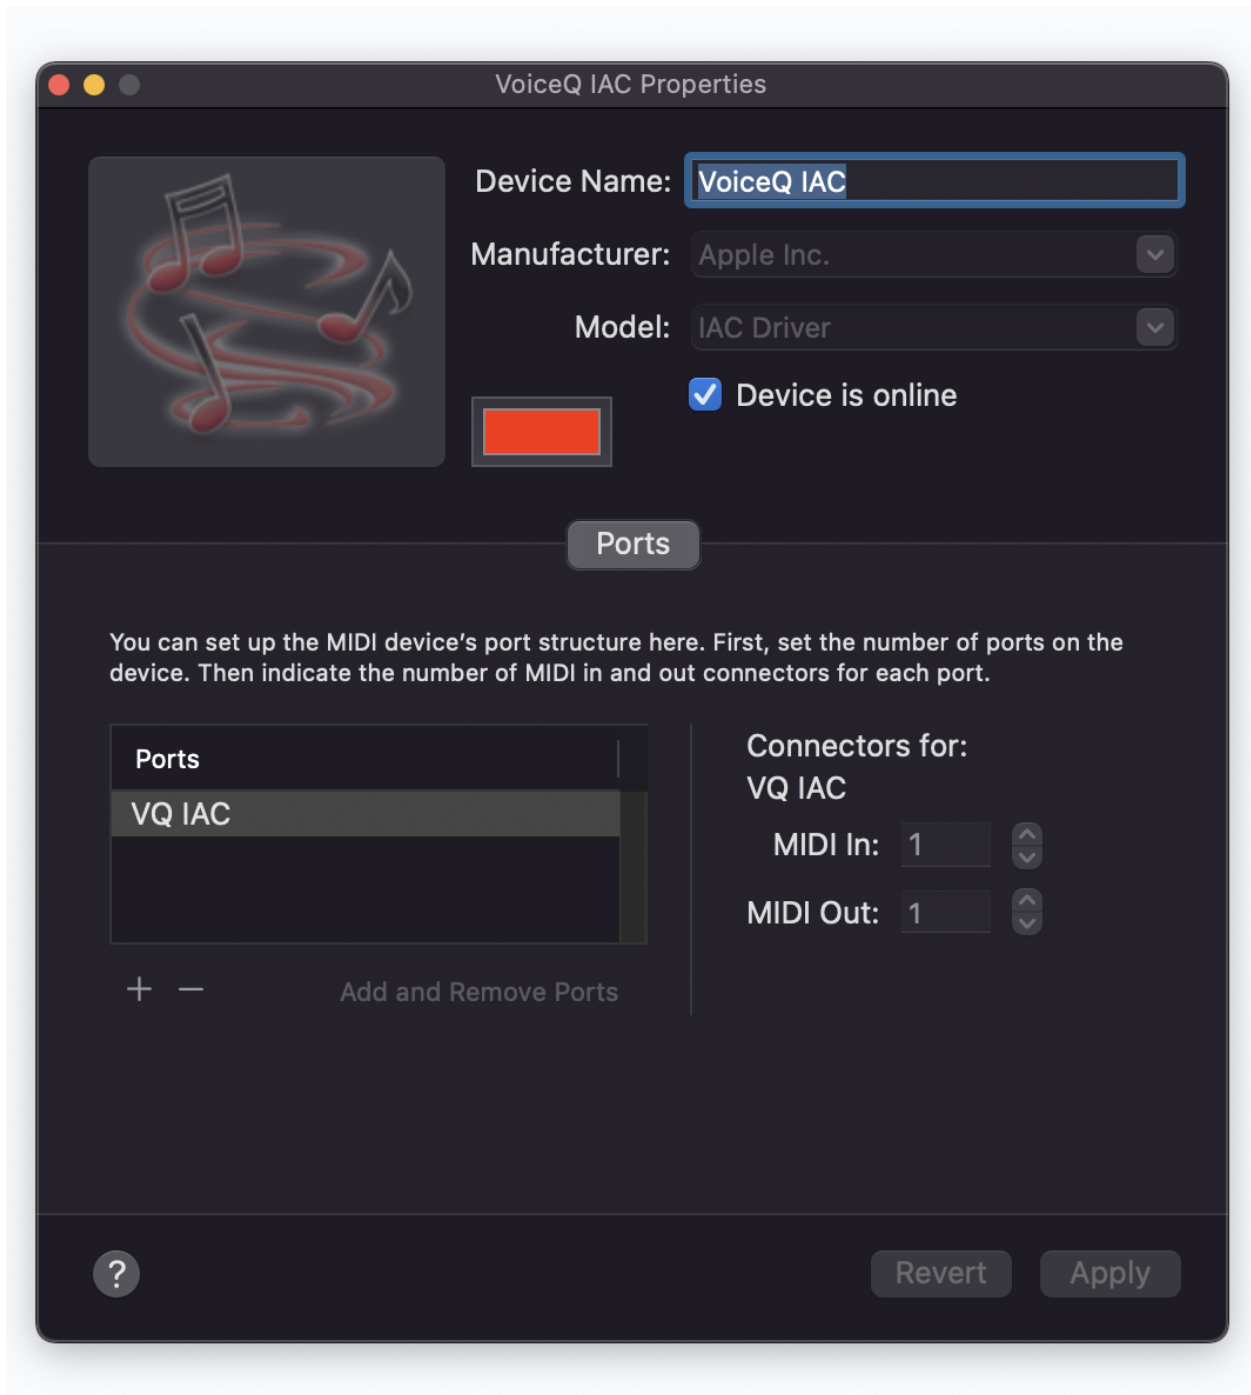 VoiceQ IAC Properties
Device Name: VoiceQ IAC
Manufacturer: Apple Inc.
Model: IAC Driver
Device is online
Ports
You can set up the MIDI device’s port structure here. First, set the number of ports on the
device. Then indicate the number of MIDI in and out connectors for each port.
Ports
VQ IAC
Add and Remove Ports
Connectors for:
VQ IAC
MIDI In: 1
MIDI Out: 1
?
Revert
Apply